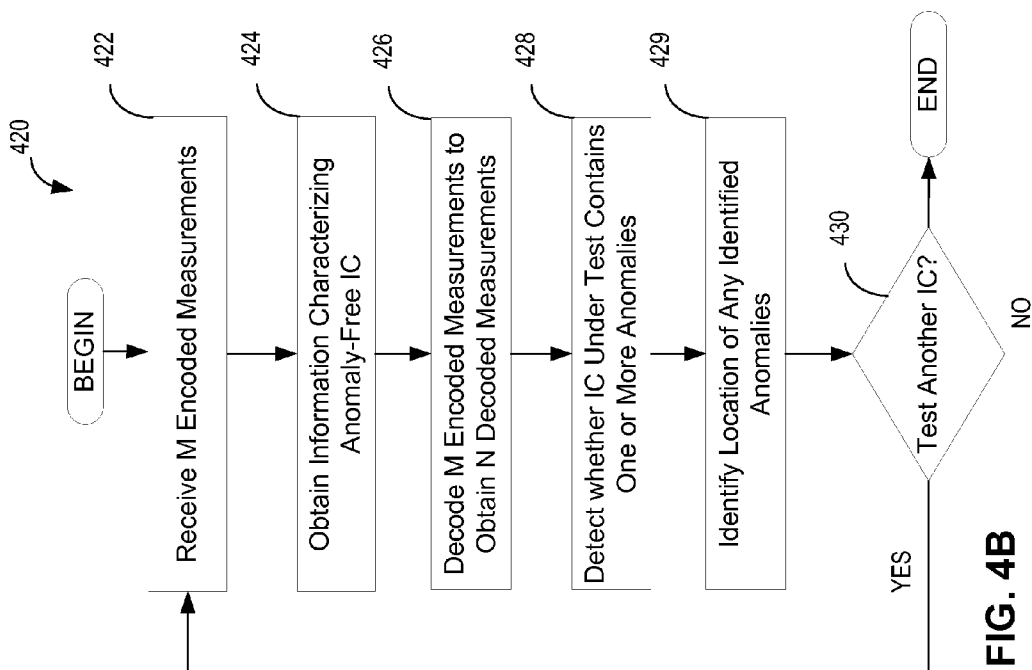 420
BEGIN
422
Receive M Encoded Measurements
424
Obtain Information Characterizing
Anomaly-Free IC
426
Decode M Encoded Measurements to
Obtain N Decoded Measurements
428
Detect whether IC Under Test Contains
One or More Anomalies
429
Identify Location of Any Identified
Anomalies
430
Test Another IC?
YES
NO
END
FIG. 4B